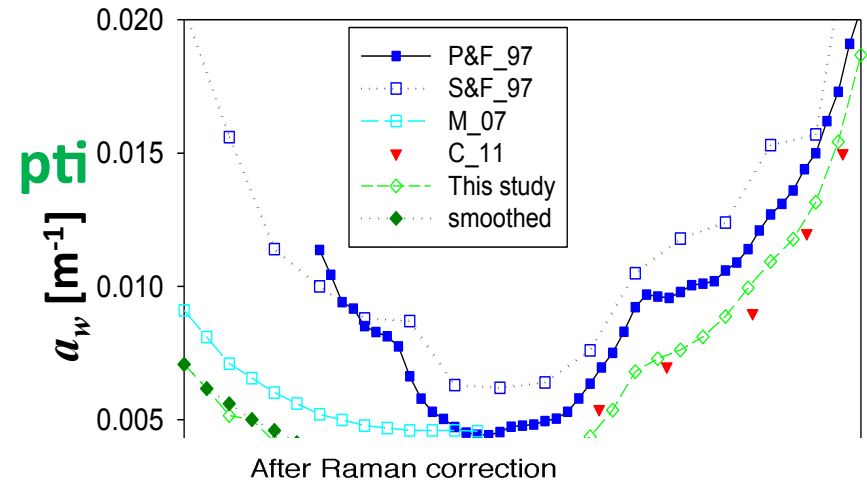 0.020
P&F_97
S&F_97
M_07
C_11
This study
smoothed
0.015
pti
0.010
a_w [m⁻¹]
0.005
After Raman correction